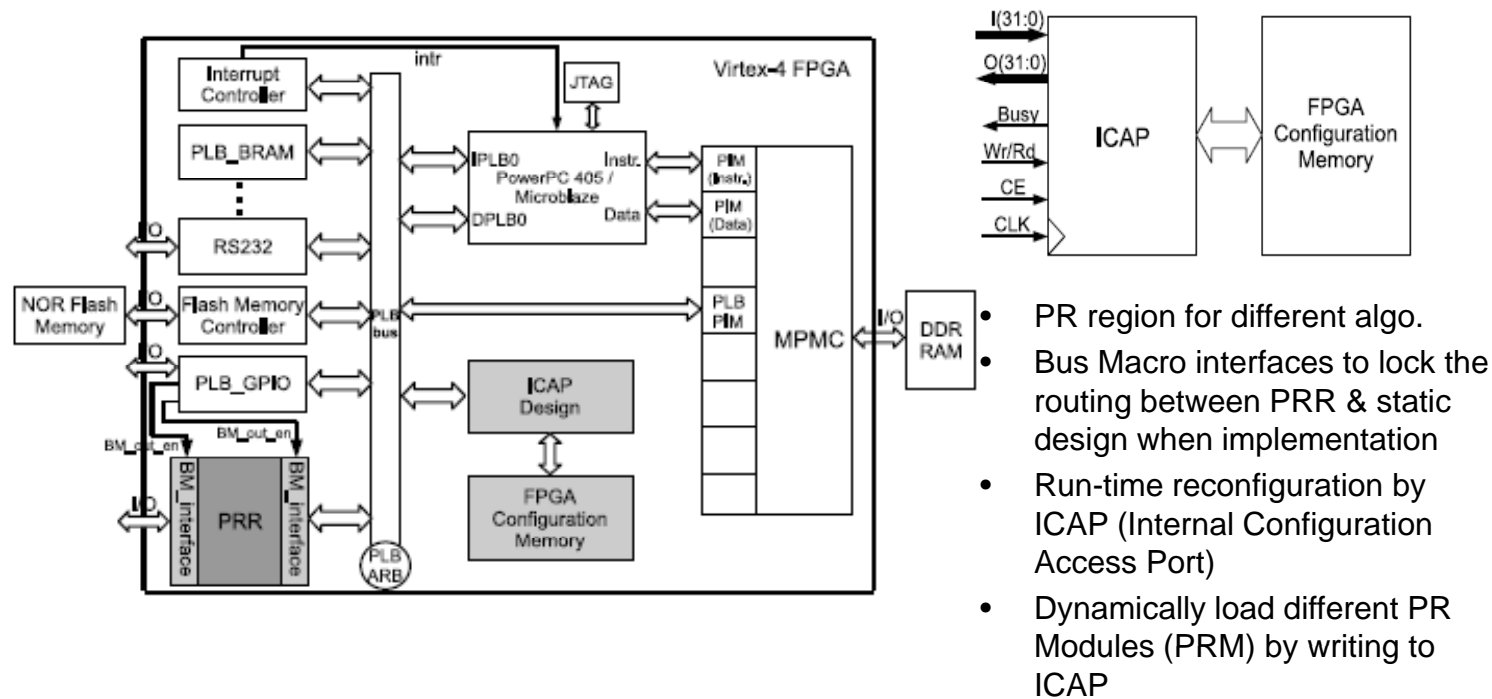 intr
Virtex-4 FPGA
Interrupt
Controller
JTAG
PLB_BRAM
IPLB0
Instr.
PowerPC 405 /
Microblaze
DPLB0
Data
PIM
(Instr.)
PIM
(Data)
I/O
RS232
NOR Flash
Memory
I/O
Flash Memory
Controller
PLB
bus
PLB
PIM
MPMC
I/O
DDR
RAM
I/O
PLB_GPIO
ICAP
Design
BM_out_en
BM_out_en
I/O
BM_interface
PRR
BM_interface
FPGA
Configuration
Memory
PLB
ARB
I(31:0)
O(31:0)
Busy
Wr/Rd
CE
CLK
ICAP
FPGA
Configuration
Memory
• PR region for different algo.
• Bus Macro interfaces to lock the
routing between PRR & static
design when implementation
• Run-time reconfiguration by
ICAP (Internal Configuration
Access Port)
• Dynamically load different PR
Modules (PRM) by writing to
ICAP